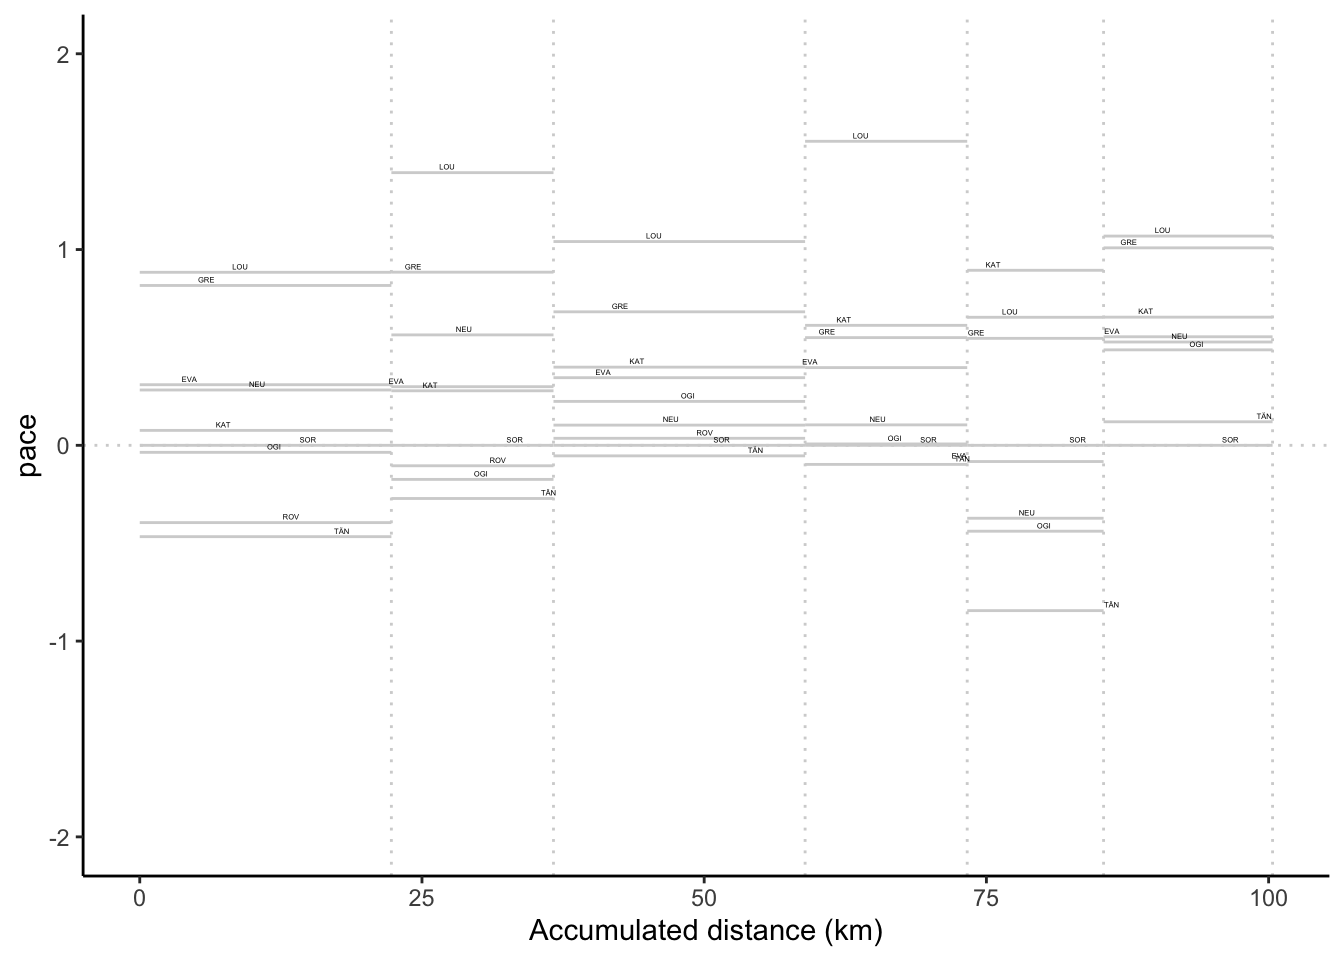 2
LOU
LOU
LOU
LOU
GRE
1
LOU
GRE
KAT
LOU
GRE
GRE
LOU
KAT
KAT
NEU
GRE
GRE
EVA
NEU
OGI
KAT
EVA
EVA
EVA
NEU
EVA
KAT
OGI
KAT
NEU
NEU
TÄN
ROV
0
OGI
SOR
SOR
SOR
OGI
SOR
SOR
SOR
TÄN
EVA
TÄN
ROV
OGI
TÄN
ROV
TÄN
NEU
OGI
TÄN
-1
-2
0
25
50
75
100
pace
Accumulated distance (km)